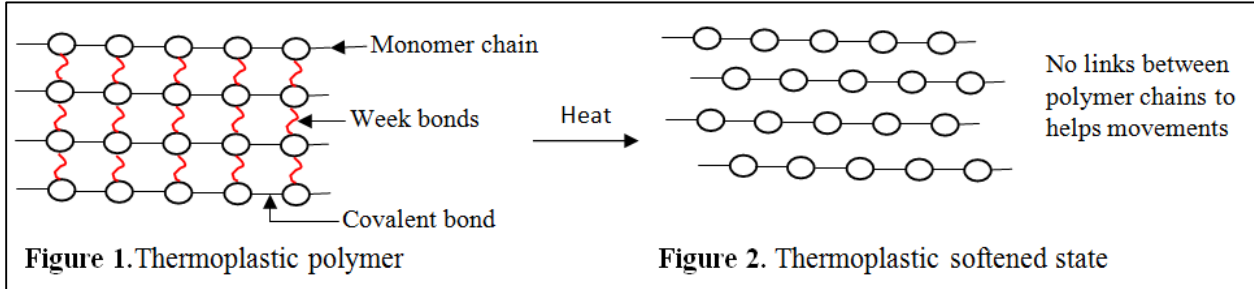 Monomer chain
Week bonds
Covalent bond
Figure 1.Thermoplastic polymer
Heat
No links between
polymer chains to
helps movements
Figure 2. Thermoplastic softened state